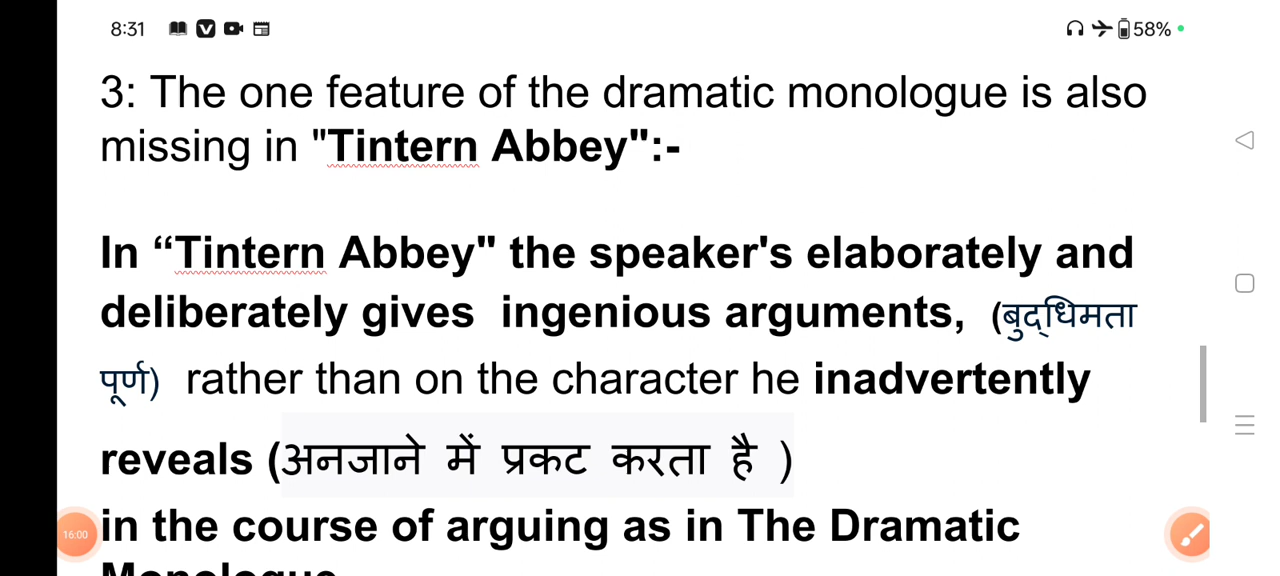 8:31
58%
3: The one feature of the dramatic monologue is also
missing in "Tintern Abbey":-
In “Tintern Abbey" the speaker's elaborately and
deliberately gives ingenious arguments, (बुद्धिमता
पूर्ण) rather than on the character he inadvertently
reveals (अनजाने में प्रकट करता है )
16:00
in the course of arguing as in The Dramatic
Monologue